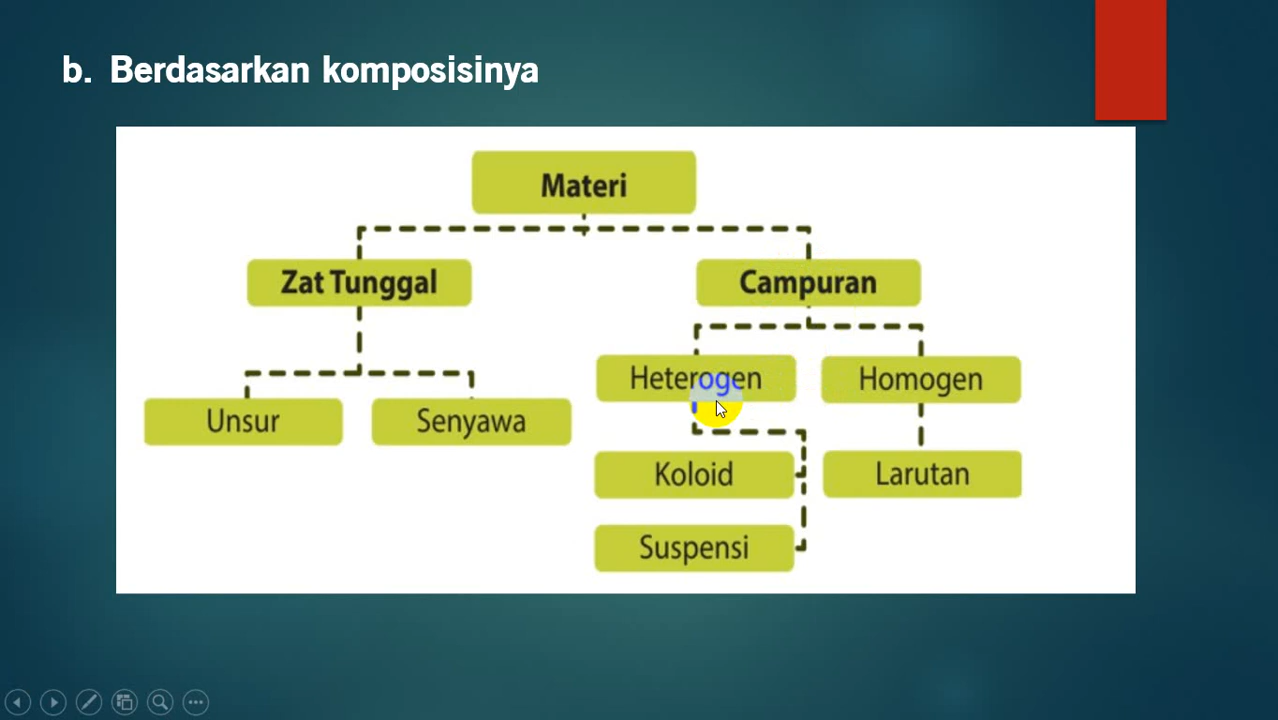 b. Berdasarkan komposisinya
Materi
Zat Tunggal
Campuran
Unsur
Senyawa
Heterogen
Homogen
Koloid
Larutan
Suspensi